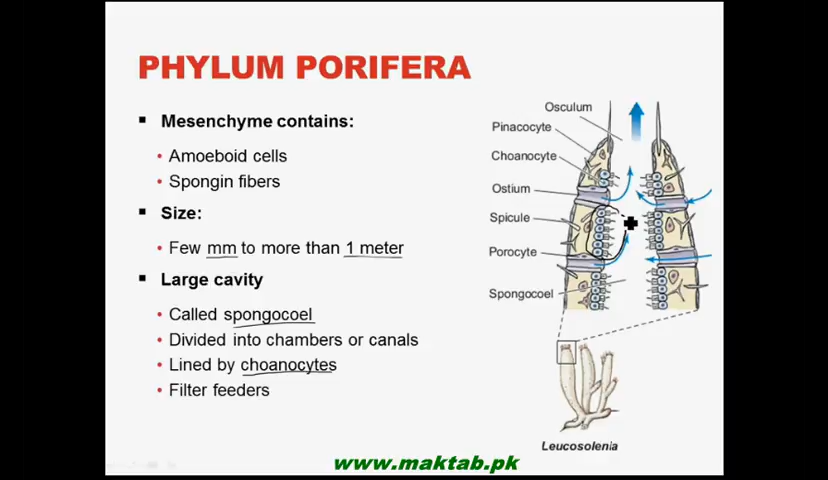 PHYLUM PORIFERA
▪ Mesenchyme contains:
• Amoeboid cells
• Spongin fibers
▪ Size:
• Few mm to more than 1 meter
▪ Large cavity
• Called spongocoel
• Divided into chambers or canals
• Lined by choanocytes
• Filter feeders
Osculum
Pinacocyte
Choanocyte
Ostium
Spicule
Porocyte
Spongocoel
Leucosolenia
www.maktab.pk